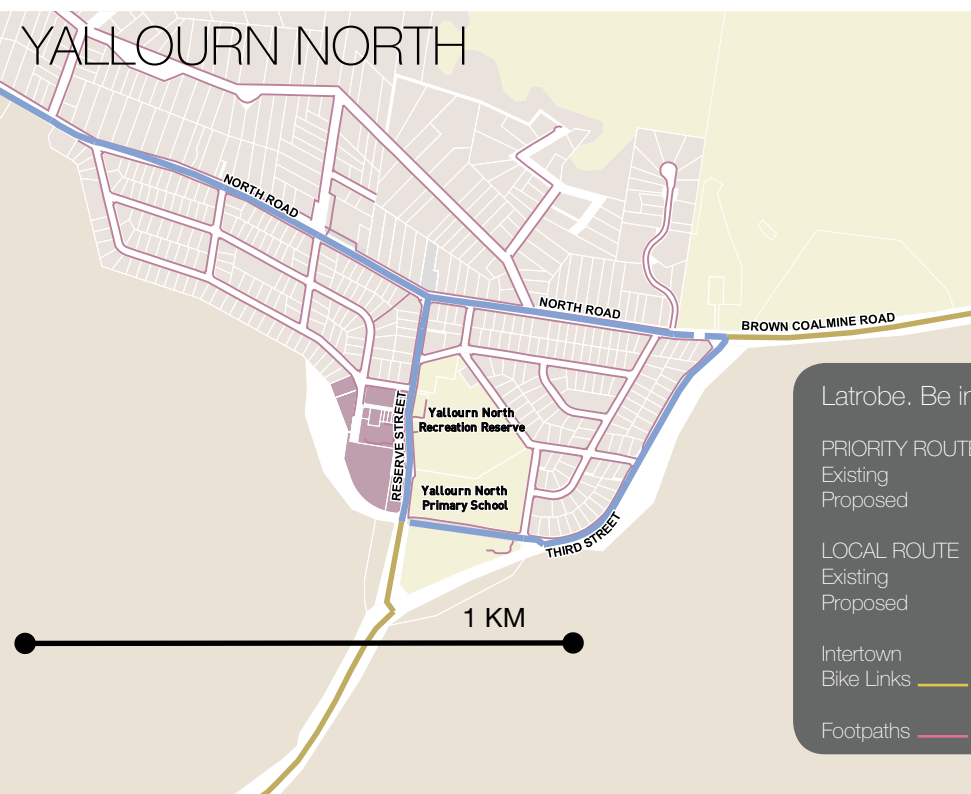 YALLOURN NORTH
NORTH ROAD
NORTH ROAD
BROWN COALMINE ROAD
RESERVE STREET
Yallourn North
Recreation Reserve
Yallourn North
Primary School
THIRD STREET
1 KM
Latrobe. Be in
PRIORITY ROUTE
Existing
Proposed
LOCAL ROUTE
Existing
Proposed
Intertown
Bike Links
Footpaths